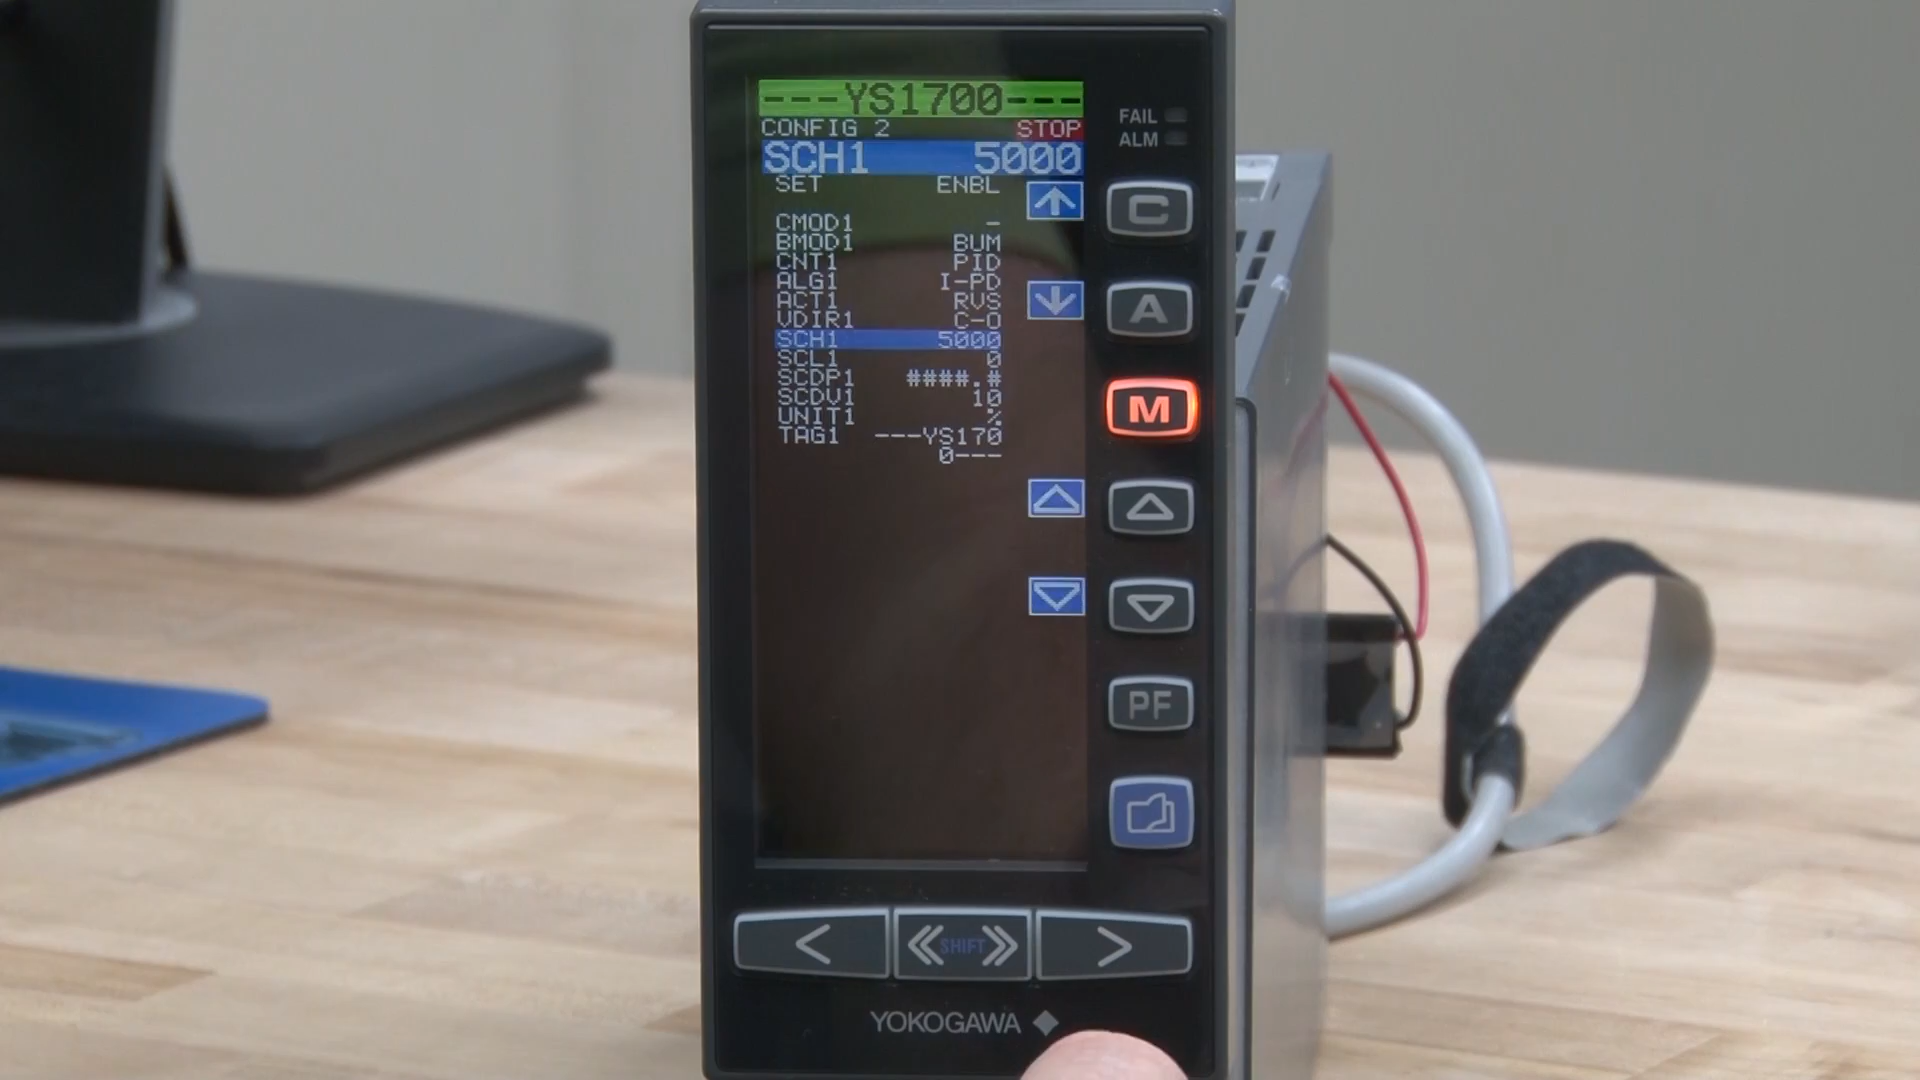 ---YS1700---
CONFIG 2 STOP
SCH1 5000
SET ENBL
CMOD1 -
BMOD1 BUM
CNT1 PID
ALG1 I-PD
ACT1 RVS
VDIR1 C-O
SCH1 5000
SCL1 0
SCDP1 ####.#
SCDV1 10
UNIT1 %
TAG1 ---YS170
0---
FAIL
ALM
C
A
M
PF
SHIFT
YOKOGAWA